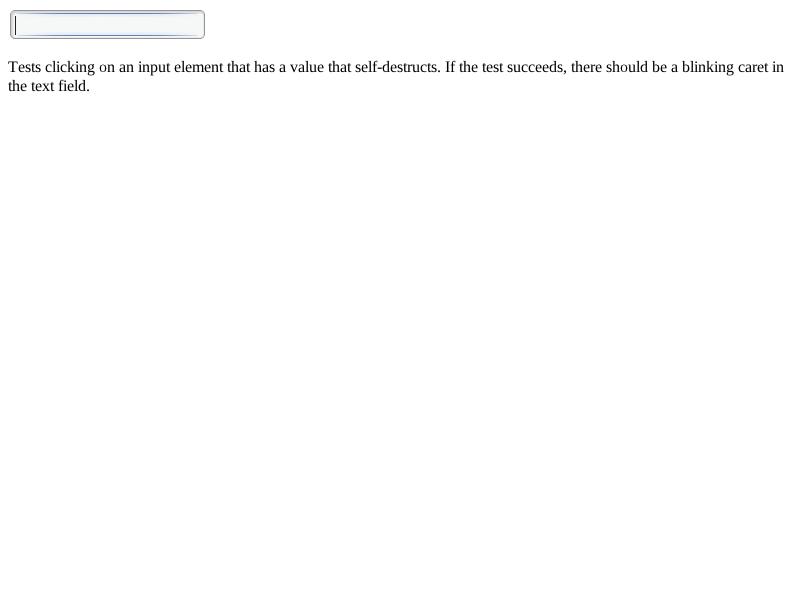 Tests clicking on an input element that has a value that self-destructs. If the test succeeds, there should be a blinking caret in
the text field.